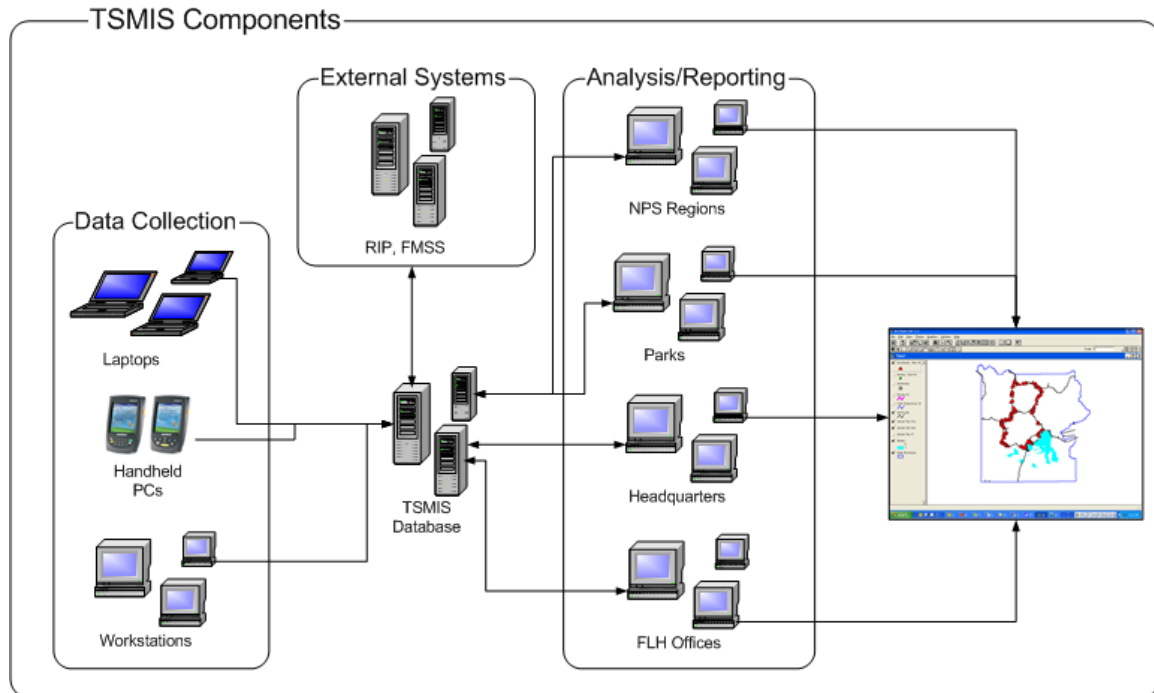 TSMIS Components
External Systems
Analysis/Reporting
RIP, FMSS
NPS Regions
Data Collection
Laptops
Parks
Handheld
PCs
TSMIS
Database
Headquarters
Workstations
FLH Offices